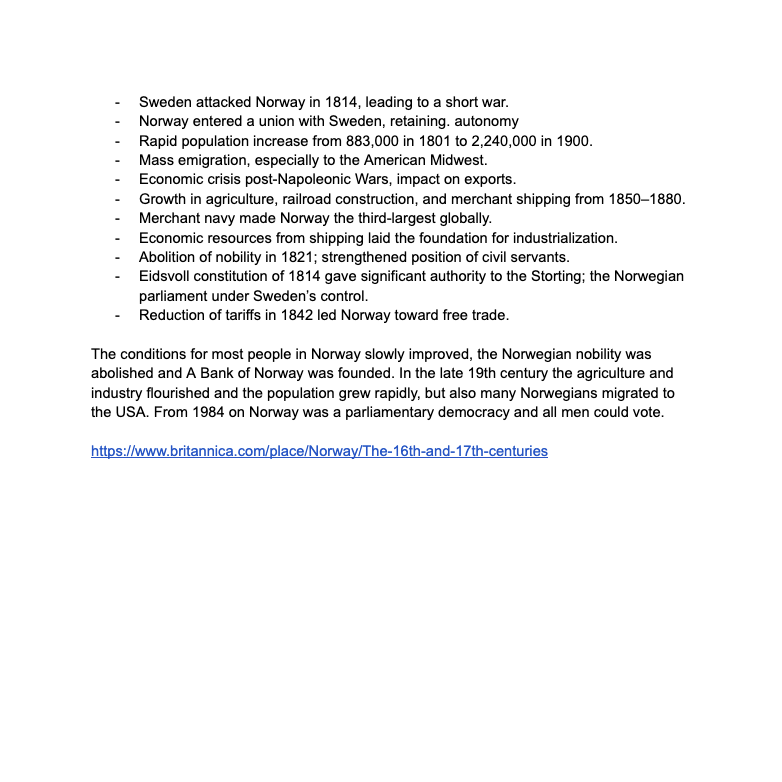 - Sweden attacked Norway in 1814, leading to a short war.
- Norway entered a union with Sweden, retaining. autonomy
- Rapid population increase from 883,000 in 1801 to 2,240,000 in 1900.
- Mass emigration, especially to the American Midwest.
- Economic crisis post-Napoleonic Wars, impact on exports.
- Growth in agriculture, railroad construction, and merchant shipping from 1850–1880.
- Merchant navy made Norway the third-largest globally.
- Economic resources from shipping laid the foundation for industrialization.
- Abolition of nobility in 1821; strengthened position of civil servants.
- Eidsvoll constitution of 1814 gave significant authority to the Storting; the Norwegian
parliament under Sweden’s control.
- Reduction of tariffs in 1842 led Norway toward free trade.
The conditions for most people in Norway slowly improved, the Norwegian nobility was
abolished and A Bank of Norway was founded. In the late 19th century the agriculture and
industry flourished and the population grew rapidly, but also many Norwegians migrated to
the USA. From 1984 on Norway was a parliamentary democracy and all men could vote.
https://www.britannica.com/place/Norway/The-16th-and-17th-centuries